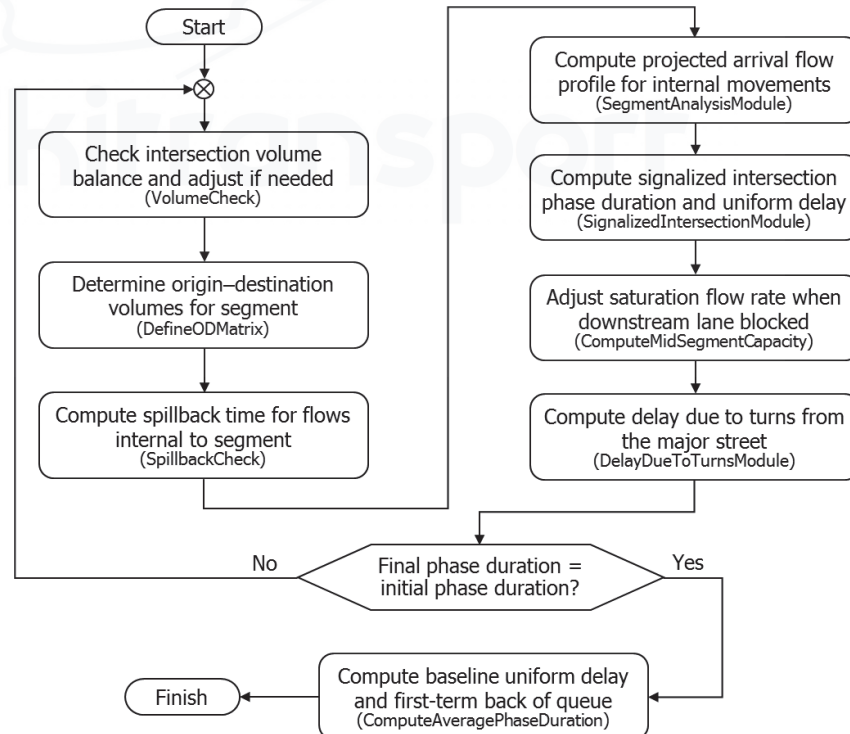 Start
Check intersection volume
balance and adjust if needed
(VolumeCheck)
Determine origin–destination
volumes for segment
(DefineODMatrix)
Compute spillback time for flows
internal to segment
(SpillbackCheck)
Compute projected arrival flow
profile for internal movements
(SegmentAnalysisModule)
Compute signalized intersection
phase duration and uniform delay
(SignalizedIntersectionModule)
Adjust saturation flow rate when
downstream lane blocked
(ComputeMidSegmentCapacity)
Compute delay due to turns from
the major street
(DelayDueToTurnsModule)
Final phase duration =
initial phase duration?
No
Yes
Compute baseline uniform delay
and first-term back of queue
(ComputeAveragePhaseDuration)
Finish
kitransport